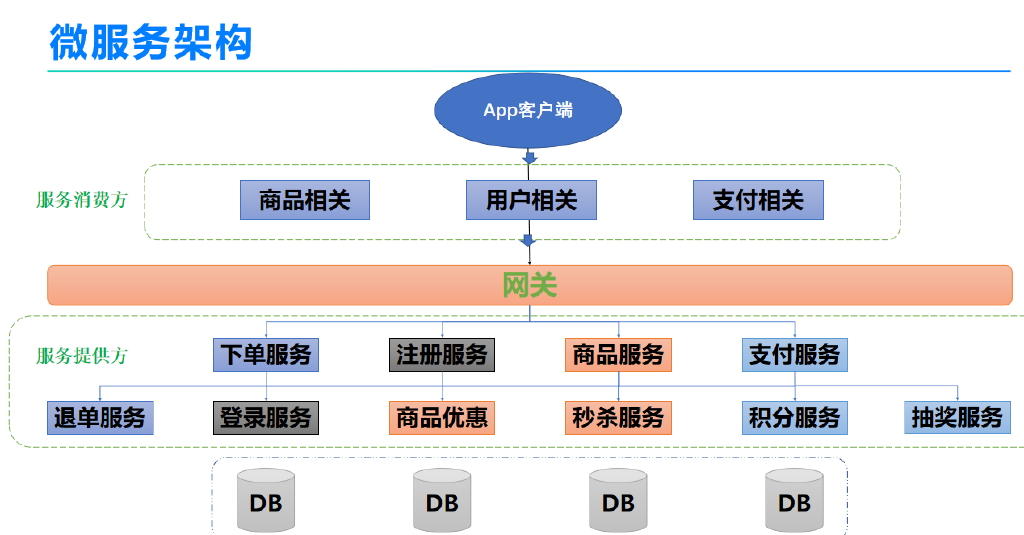 微服务架构
App客户端
服务消费方
商品相关
用户相关
支付相关
网关
服务提供方
下单服务
注册服务
商品服务
支付服务
退单服务
登录服务
商品优惠
秒杀服务
积分服务
抽奖服务
DB
DB
DB
DB